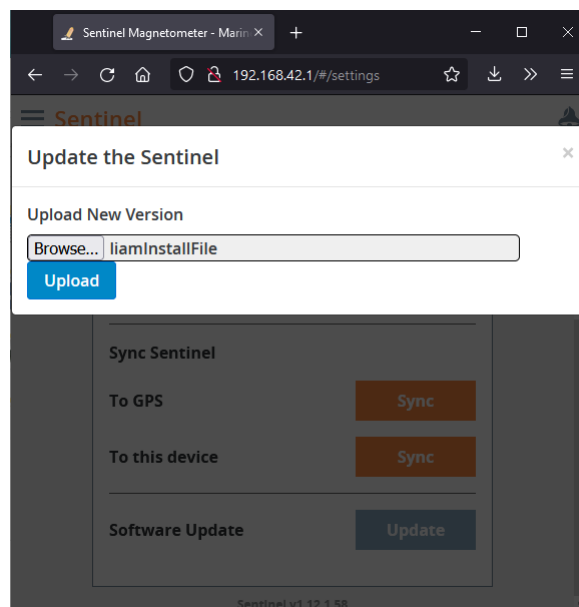 Sentinel Magnetometer - Marin
192.168.42.1/#/settings
Sentinel
Update the Sentinel
Upload New Version
Browse... liamInstallFile
Upload
Sync Sentinel
To GPS Sync
To this device Sync
Software Update Update
Sentinel v1.12.1.58